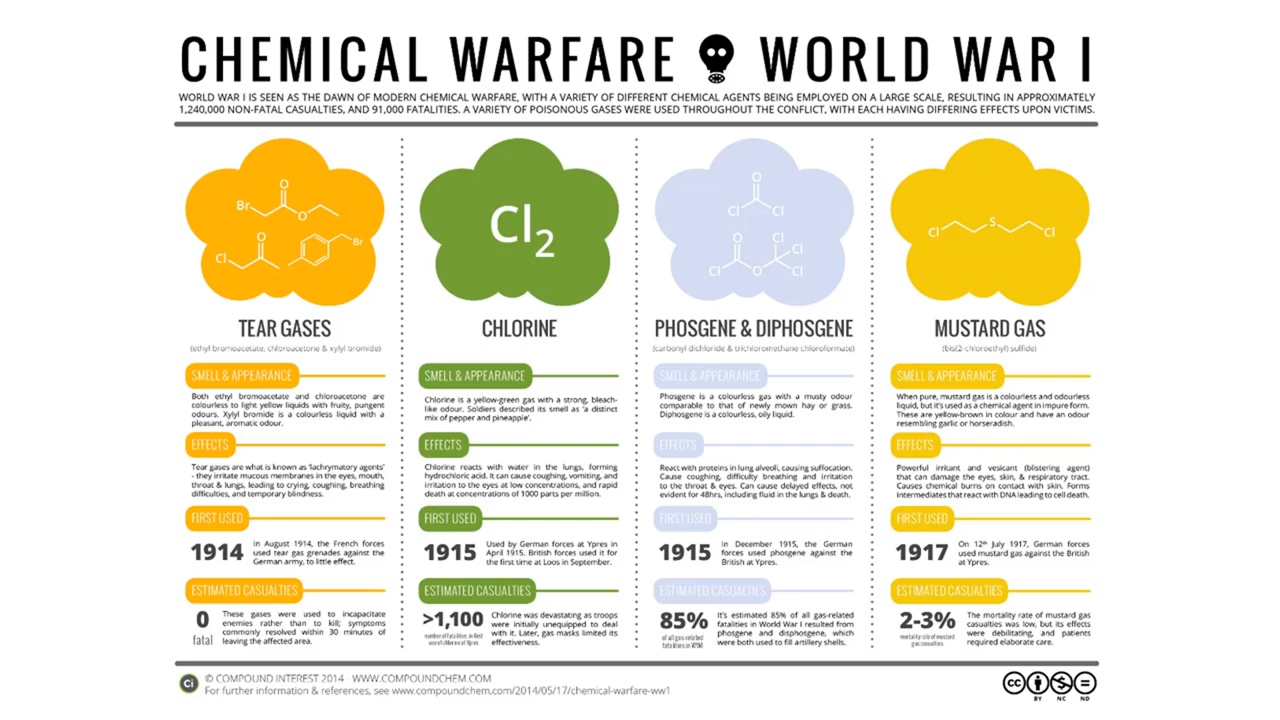 CHEMICAL WARFARE WORLD WAR I
WORLD WAR I IS SEEN AS THE DAWN OF MODERN CHEMICAL WARFARE, WITH A VARIETY OF DIFFERENT CHEMICAL AGENTS BEING EMPLOYED ON A LARGE SCALE, RESULTING IN APPROXIMATELY
1,240,000 NON-FATAL CASUALTIES, AND 91,000 FATALITIES. A VARIETY OF POISONOUS GASES WERE USED THROUGHOUT THE CONFLICT, WITH EACH HAVING DIFFERING EFFECTS UPON VICTIMS.
O
Br
O
O
Cl
Br
TEAR GASES
(ethyl bromoacetate, chloroacetone & xylyl bromide)
SMELL & APPEARANCE
Both ethyl bromoacetate and chloroacetone are
colourless to light yellow liquids with fruity, pungent
odours. Xylyl bromide is a colourless liquid with a
pleasant, aromatic odour.
EFFECTS
Tear gases are what is known as 'lachrymatory agents'
- they irritate mucous membranes in the eyes, mouth,
throat & lungs, leading to crying, coughing, breathing
difficulties, and temporary blindness.
FIRST USED
1914
In August 1914, the French forces
used tear gas grenades against the
German army, to little effect.
ESTIMATED CASUALTIES
0
fatal
These gases were used to incapacitate
enemies rather than to kill; symptoms
commonly resolved within 30 minutes of
leaving the affected area.
Cl2
CHLORINE
SMELL & APPEARANCE
Chlorine is a yellow-green gas with a strong, bleach-
like odour. Soldiers described its smell as 'a distinct
mix of pepper and pineapple'.
EFFECTS
Chlorine reacts with water in the lungs, forming
hydrochloric acid. It can cause coughing, vomiting, and
irritation to the eyes at low concentrations, and rapid
death at concentrations of 1000 parts per million.
FIRST USED
1915
Used by German forces at Ypres in
April 1915. British forces used it for
the first time at Loos in September.
ESTIMATED CASUALTIES
>1,100
number of fatalities in first
use of chlorine at Ypres
Chlorine was devastating as troops
were initially unequipped to deal
with it. Later, gas masks limited its
effectiveness.
O
Cl Cl
O Cl
Cl
Cl O Cl
PHOSGENE & DIPHOSGENE
(carbonyl dichloride & trichloromethane chloroformate)
SMELL & APPEARANCE
Phosgene is a colourless gas with a musty odour
comparable to that of newly mown hay or grass.
Diphosgene is a colourless, oily liquid.
EFFECTS
React with proteins in lung alveoli, causing suffocation.
Cause coughing, difficulty breathing and irritation
to the throat & eyes. Can cause delayed effects, not
evident for 48hrs, including fluid in the lungs & death.
FIRST USED
1915
In December 1915, the German
forces used phosgene against the
British at Ypres.
ESTIMATED CASUALTIES
85%
of all gas-related
fatalities in WWI
It's estimated 85% of all gas-related
fatalities in World War I resulted from
phosgene and disphosgene, which
were both used to fill artillery shells.
Cl S Cl
MUSTARD GAS
(bis(2-chloroethyl) sulfide)
SMELL & APPEARANCE
When pure, mustard gas is a colourless and odourless
liquid, but it's used as a chemical agent in impure form.
These are yellow-brown in colour and have an odour
resembling garlic or horseradish.
EFFECTS
Powerful irritant and vesicant (blistering agent)
that can damage the eyes, skin, & respiratory tract.
Causes chemical burns on contact with skin. Forms
intermediates that react with DNA leading to cell death.
FIRST USED
1917
On 12th July 1917, German forces
used mustard gas against the British
at Ypres.
ESTIMATED CASUALTIES
2-3%
mortality rate of mustard
gas casualties
The mortality rate of mustard gas
casualties was low, but its effects
were debilitating, and patients
required elaborate care.
Ci
© COMPOUND INTEREST 2014 - WWW.COMPOUNDCHEM.COM
For further information & references, see www.compoundchem.com/2014/05/17/chemical-warfare-ww1
cc
BY NC ND